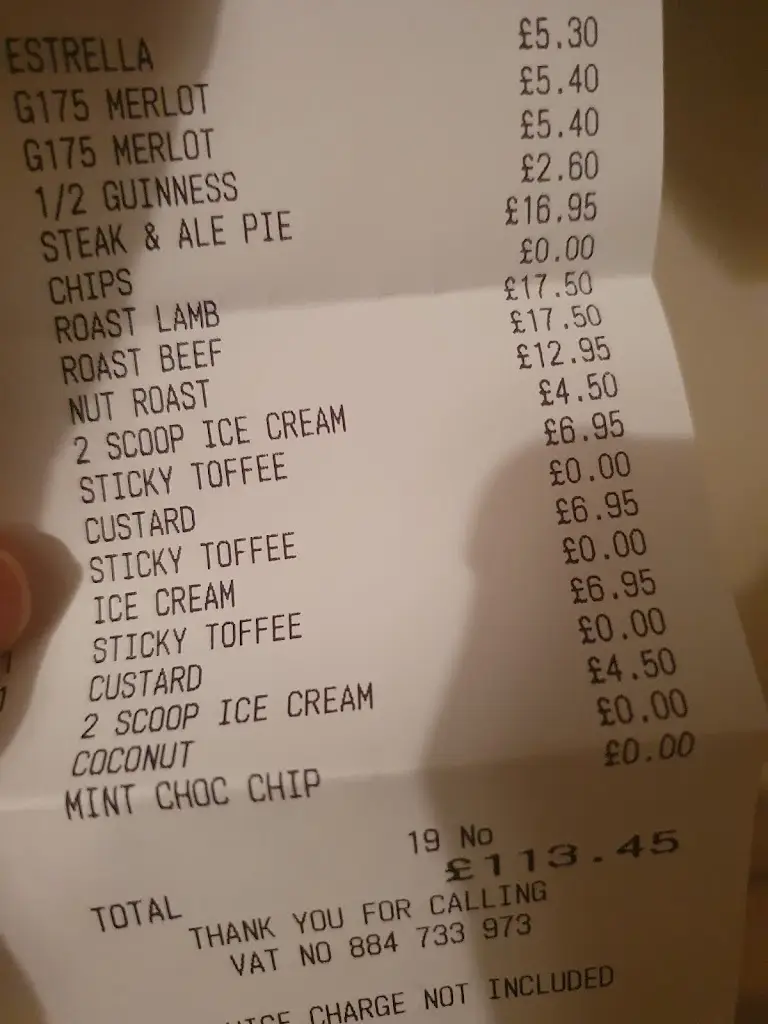 ESTRELLA £5.30
G175 MERLOT £5.40
G175 MERLOT £5.40
1/2 GUINNESS £2.60
STEAK & ALE PIE £16.95
CHIPS £0.00
ROAST LAMB £17.50
ROAST BEEF £17.50
NUT ROAST £12.95
2 SCOOP ICE CREAM £4.50
STICKY TOFFEE £6.95
CUSTARD £0.00
STICKY TOFFEE £6.95
ICE CREAM £0.00
STICKY TOFFEE £6.95
CUSTARD £0.00
2 SCOOP ICE CREAM £4.50
COCONUT £0.00
MINT CHOC CHIP £0.00
19 No
TOTAL £113.45
THANK YOU FOR CALLING
VAT NO 884 733 973
CHARGE NOT INCLUDED